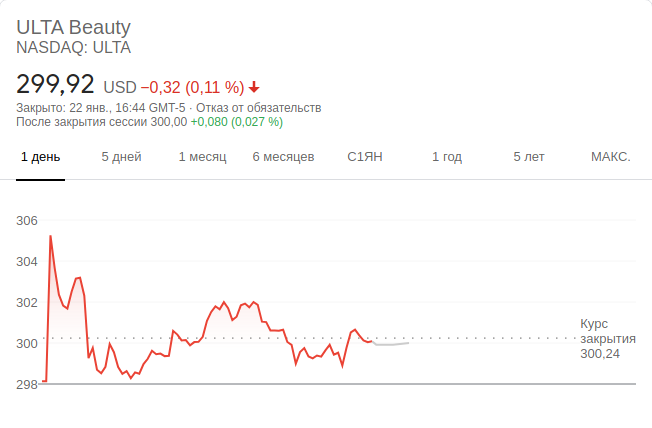 ULTA Beauty
NASDAQ: ULTA
299,92 USD −0,32 (0,11 %)
Закрыто: 22 янв., 16:44 GMT-5 · Отказ от обязательств
После закрытия сессии 300,00 +0,080 (0,027 %)
1 день 5 дней 1 месяц 6 месяцев С1ЯН 1 год 5 лет МАКС.
306
304
302
300
298
Курс
закрытия
300,24